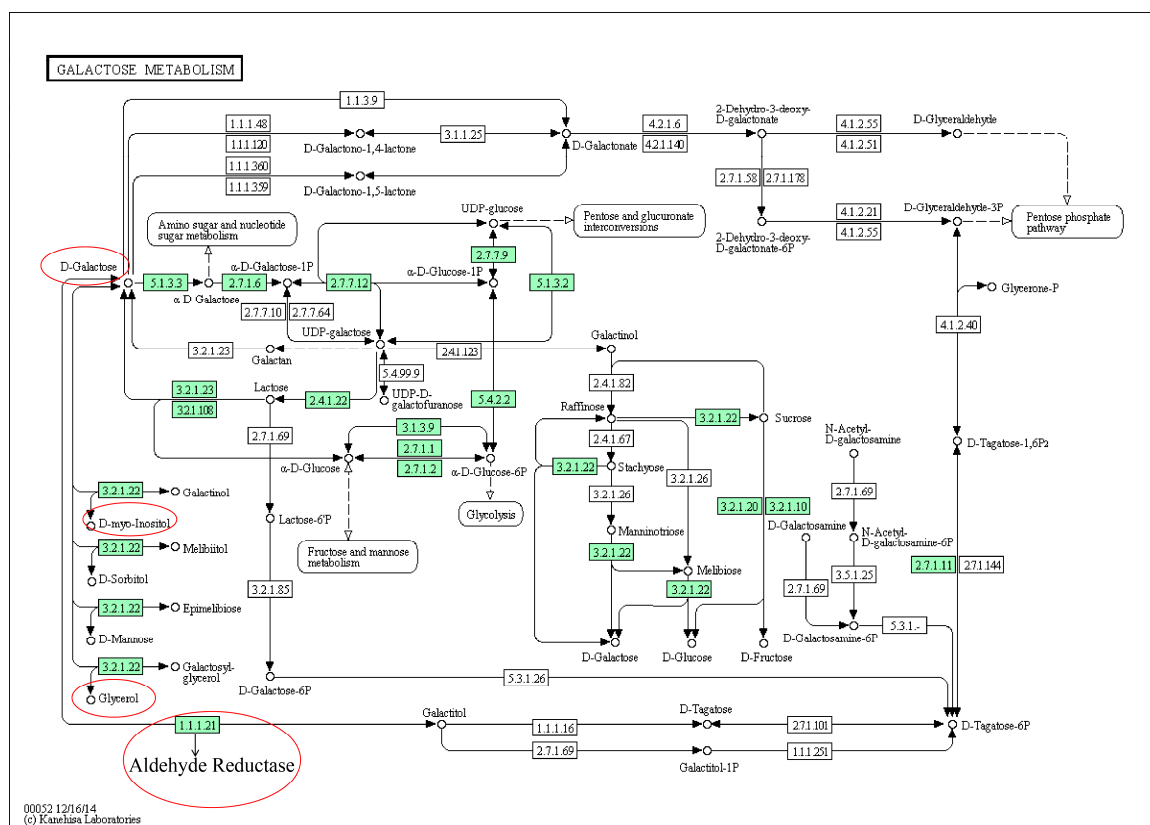 GALACTOSE METABOLISM
1.1.3.9
1.1.1.48
1.1.1.120
D-Galactono-1,4-lactone
3.1.1.25
D-Galactonate
4.2.1.6
4.2.1.140
2-Dehydro-3-deoxy-
D-galactonate
4.1.2.55
4.1.2.51
D-Glyceraldehyde
1.1.1.360
1.1.1.359
D-Galactono-1,5-lactone
2.7.1.58
2.7.1.178
Amino sugar and nucleotide
sugar metabolism
UDP-glucose
Pentose and glucuronate
interconversions
2-Dehydro-3-deoxy-
D-galactonate-6P
4.1.2.21
4.1.2.55
D-Glyceraldehyde-3P
Pentose phosphate
pathway
D-Galactose
5.1.3.3
α D Galactose
2.7.1.6
α-D-Galactose-1P
2.7.7.12
α-D-Glucose-1P
2.7.7.9
5.1.3.2
Glycerone-P
2.7.7.10
2.7.7.64
UDP-galactose
4.1.2.40
3.2.1.23
Galactan
2.4.1.123
Galactinol
5.4.99.9
UDP-D-
galactofuranose
2.4.1.82
3.2.1.23
3.2.1.108
Lactose
2.4.1.22
5.4.2.2
Raffinose
3.2.1.22
Sucrose
2.7.1.69
3.1.3.9
2.7.1.1
2.7.1.2
α-D-Glucose
α-D-Glucose-6P
2.4.1.67
3.2.1.22
Stachyose
3.2.1.26
N-Acetyl-
D-galactosamine
D-Tagatose-1,6P2
3.2.1.22
Galactinol
D-myo-Inositol
Lactose-6'P
Glycolysis
3.2.1.26
Manninotriose
3.2.1.20
3.2.1.10
2.7.1.69
D-Galactosamine
N-Acetyl-
D-galactosamine-6P
3.2.1.22
Melibiitol
D-Sorbitol
Fructose and mannose
metabolism
3.2.1.22
Melibiose
2.7.1.11
2.7.1.144
3.2.1.85
3.2.1.22
2.7.1.69
3.5.1.25
3.2.1.22
Epimelibiose
D-Mannose
D-Galactose
D-Glucose
D-Fructose
D-Galactosamine-6P
5.3.1.-
3.2.1.22
Galactosyl-
glycerol
Glycerol
D-Galactose-6P
5.3.1.26
1.1.1.21
Galactitol
1.1.1.16
D-Tagatose
2.7.1.101
D-Tagatose-6P
2.7.1.69
Galactitol-1P
1.1.1.251
Aldehyde Reductase
00052 12/16/14
(c) Kanehisa Laboratories